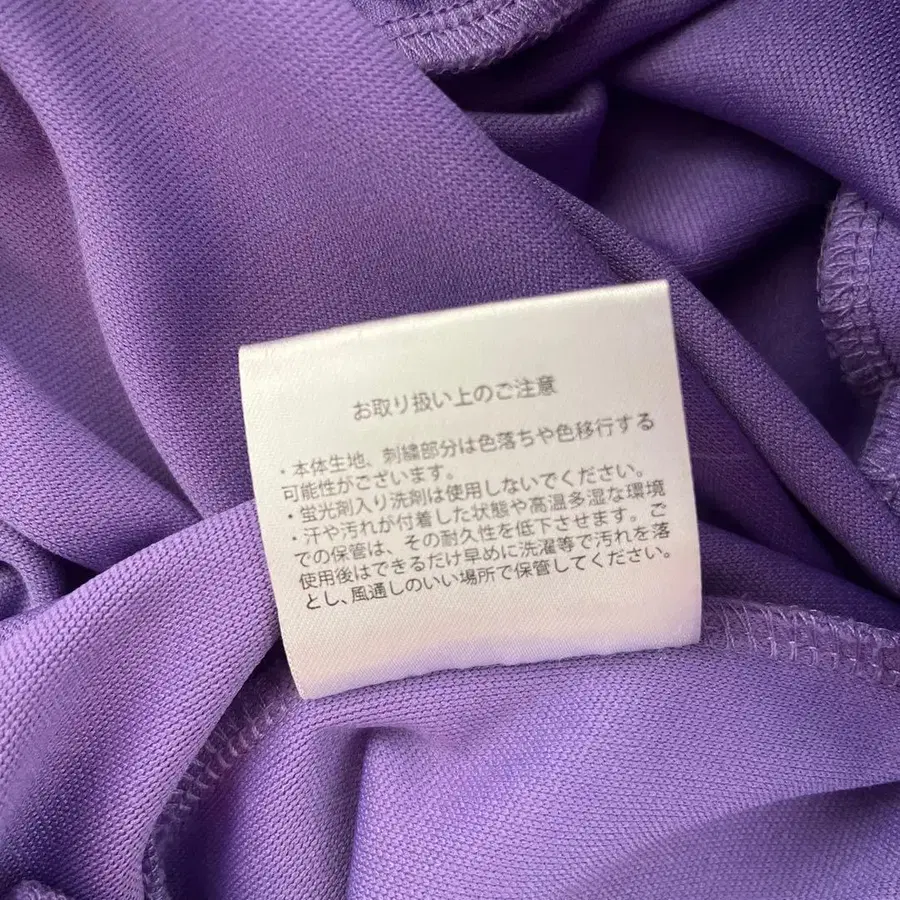 お取り扱い上のご注意
・本体生地、刺繍部分は色落ちや色移行する
可能性がございます。
・蛍光剤入り洗剤は使用しないでください。
・汗や汚れが付着した状態や高温多湿な環境
での保管は、その耐久性を低下させます。ご
使用後はできるだけ早めに洗濯等で汚れを落
とし、風通しのいい場所で保管してください。